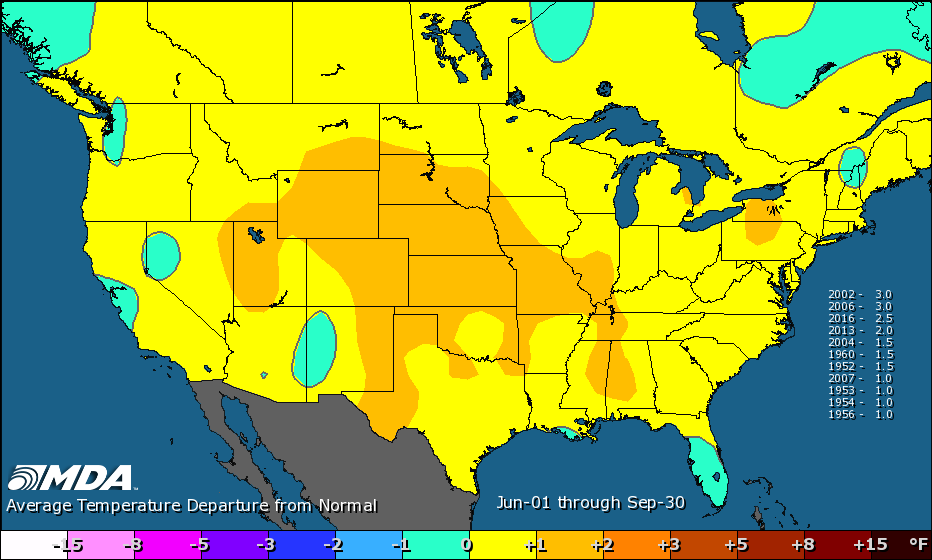 2002 - 3.0
2006 - 3.0
2016 - 2.5
2013 - 2.0
2004 - 1.5
1960 - 1.5
1952 - 1.5
2007 - 1.0
1953 - 1.0
1954 - 1.0
1956 - 1.0
MDA
Average Temperature Departure from Normal
Jun-01 through Sep-30
-15 -8 -5 -3 -2 -1 0 +1 +2 +3 +5 +8 +15 °F